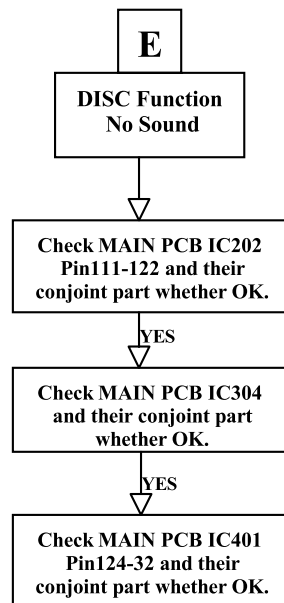 E
DISC Function
No Sound
Check MAIN PCB IC202
Pin111-122 and their
conjoint part whether OK.
YES
Check MAIN PCB IC304
and their conjoint part
whether OK.
YES
Check MAIN PCB IC401
Pin124-32 and their
conjoint part whether OK.